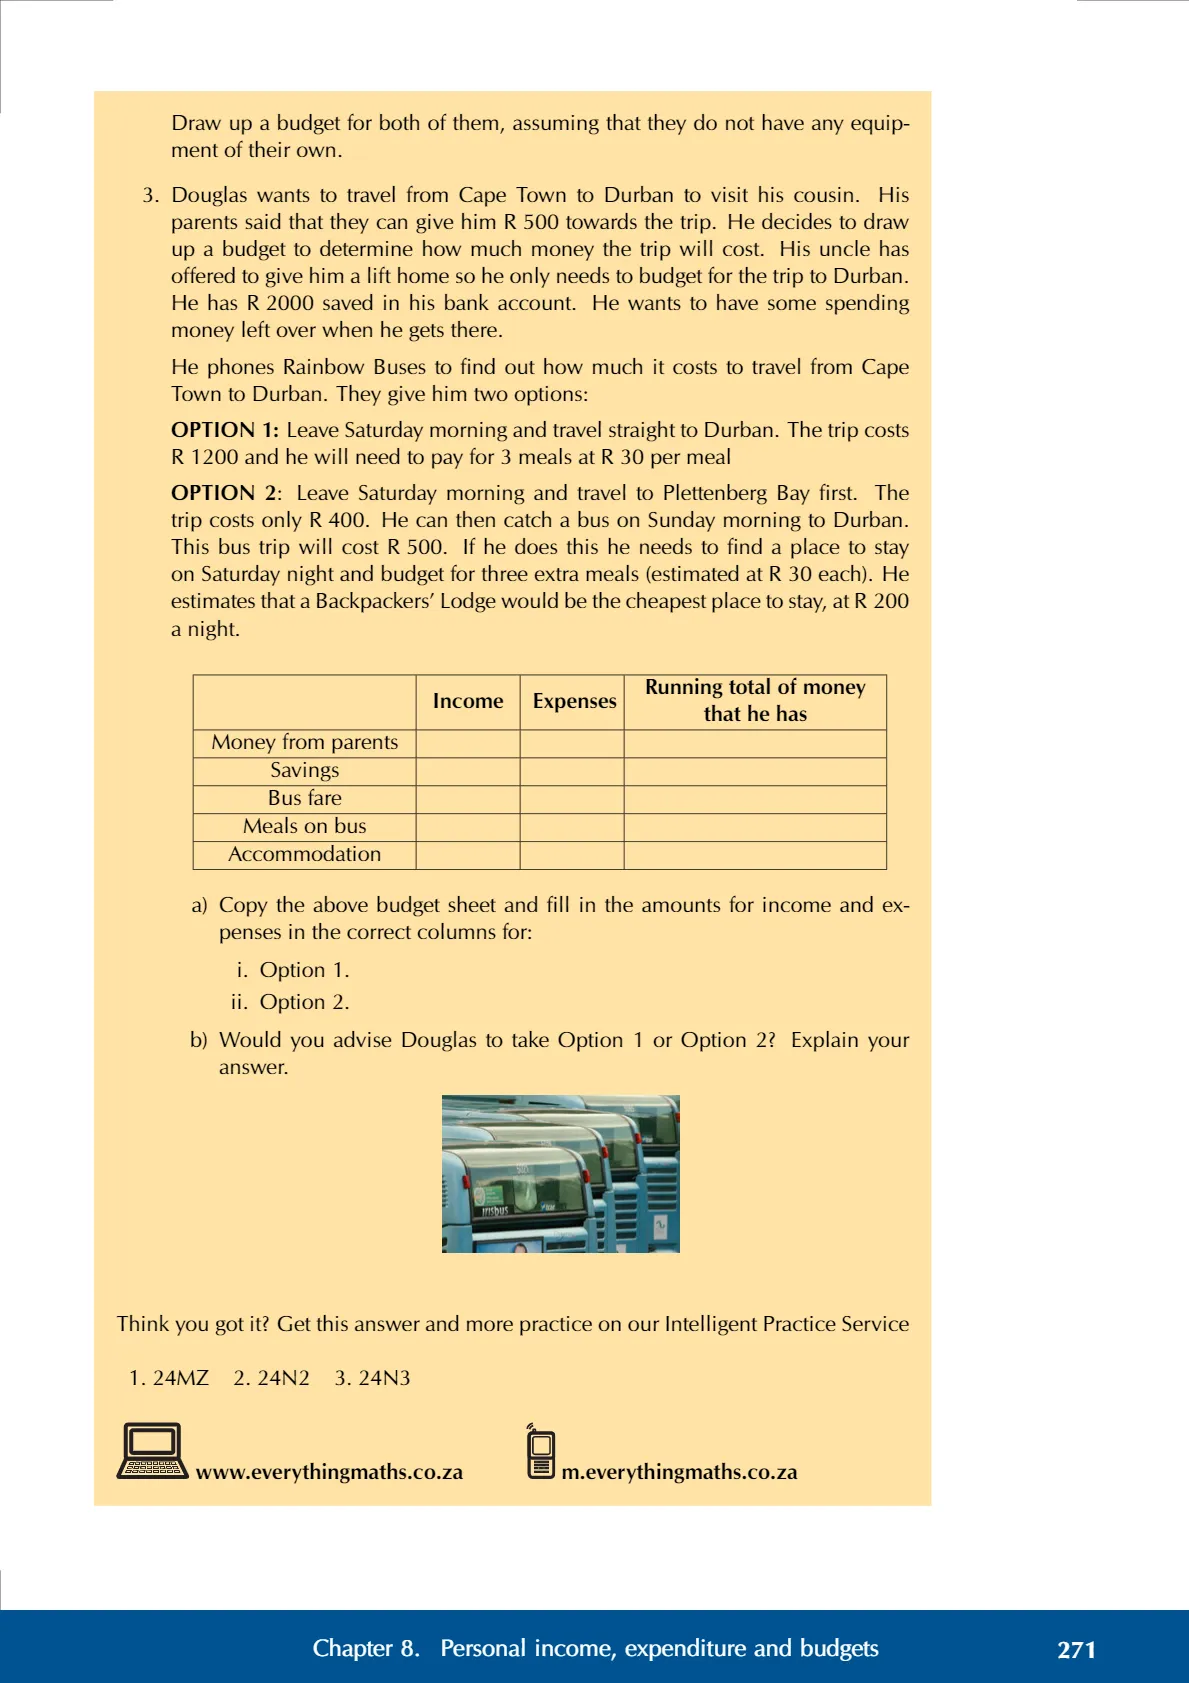 Draw up a budget for both of them, assuming that they do not have any equip-
ment of their own.
3. Douglas wants to travel from Cape Town to Durban to visit his cousin. His
parents said that they can give him R 500 towards the trip. He decides to draw
up a budget to determine how much money the trip will cost. His uncle has
offered to give him a lift home so he only needs to budget for the trip to Durban.
He has R 2000 saved in his bank account. He wants to have some spending
money left over when he gets there.
He phones Rainbow Buses to find out how much it costs to travel from Cape
Town to Durban. They give him two options:
OPTION 1: Leave Saturday morning and travel straight to Durban. The trip costs
R 1200 and he will need to pay for 3 meals at R 30 per meal
OPTION 2: Leave Saturday morning and travel to Plettenberg Bay first. The
trip costs only R 400. He can then catch a bus on Sunday morning to Durban.
This bus trip will cost R 500. If he does this he needs to find a place to stay
on Saturday night and budget for three extra meals (estimated at R 30 each). He
estimates that a Backpackers’ Lodge would be the cheapest place to stay, at R 200
a night.
Income Expenses Running total of money
that he has
Money from parents
Savings
Bus fare
Meals on bus
Accommodation
a) Copy the above budget sheet and fill in the amounts for income and ex-
penses in the correct columns for:
i. Option 1.
ii. Option 2.
b) Would you advise Douglas to take Option 1 or Option 2? Explain your
answer.
irisbus
Think you got it? Get this answer and more practice on our Intelligent Practice Service
1. 24MZ 2. 24N2 3. 24N3
www.everythingmaths.co.za m.everythingmaths.co.za
Chapter 8. Personal income, expenditure and budgets 271